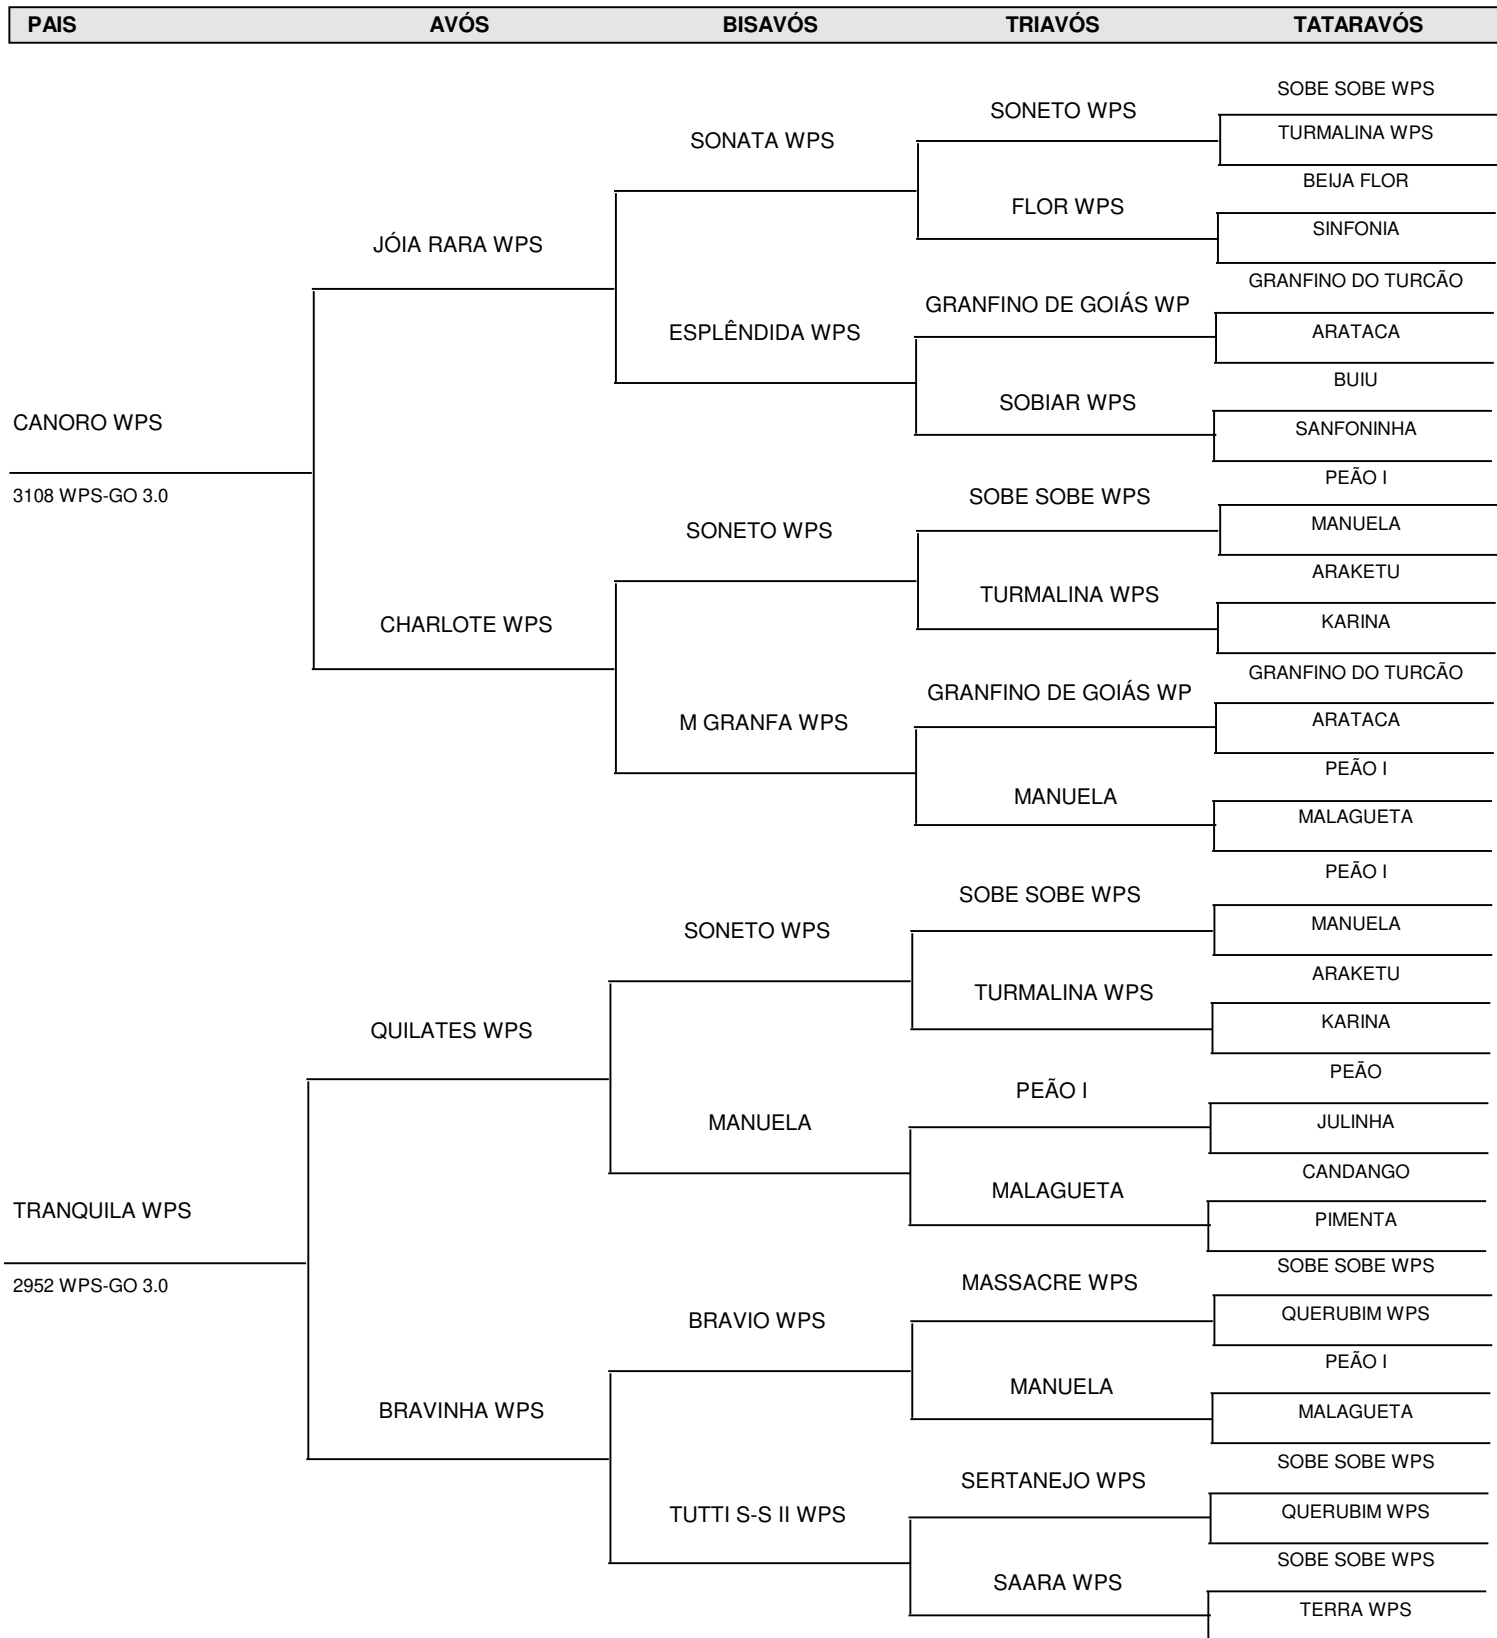 PAIS AVÓS BISAVÓS TRIAVÓS TATARAVÓS
SOBE SOBE WPS
SONETO WPS
TURMALINA WPS
SONATA WPS
BEIJA FLOR
FLOR WPS
SINFONIA
JÓIA RARA WPS
GRANFINO DO TURCÃO
GRANFINO DE GOIÁS WP
ARATACA
ESPLÊNDIDA WPS
BUIU
SOBIAR WPS
SANFONINHA
CANORO WPS
3108 WPS-GO 3.0
PEÃO I
SOBE SOBE WPS
MANUELA
SONETO WPS
ARAKETU
TURMALINA WPS
KARINA
CHARLOTE WPS
GRANFINO DO TURCÃO
GRANFINO DE GOIÁS WP
ARATACA
M GRANFA WPS
PEÃO I
MANUELA
MALAGUETA
PEÃO I
SOBE SOBE WPS
MANUELA
SONETO WPS
ARAKETU
TURMALINA WPS
KARINA
QUILATES WPS
PEÃO
PEÃO I
JULINHA
MANUELA
CANDANGO
MALAGUETA
PIMENTA
TRANQUILA WPS
2952 WPS-GO 3.0
SOBE SOBE WPS
MASSACRE WPS
QUERUBIM WPS
BRAVIO WPS
PEÃO I
MANUELA
MALAGUETA
BRAVINHA WPS
SOBE SOBE WPS
SERTANEJO WPS
QUERUBIM WPS
TUTTI S-S II WPS
SOBE SOBE WPS
SAARA WPS
TERRA WPS